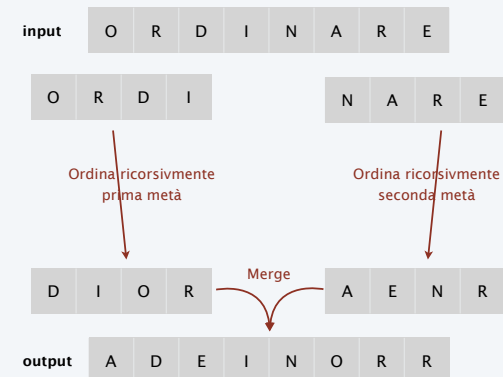 input O R D I N A R E
O R D I N A R E
Ordina ricorsivmente Ordina ricorsivmente
prima metà seconda metà
Merge
D I O R A E N R
output A D E I N O R R